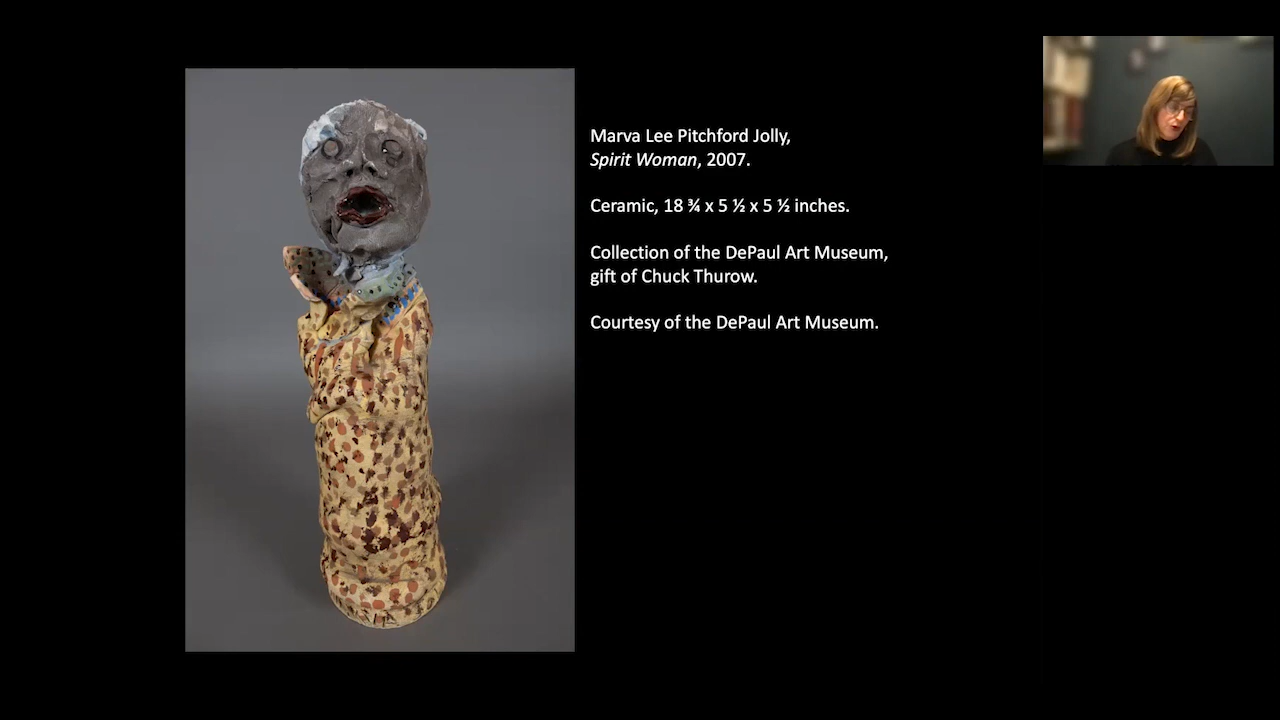 Marva Lee Pitchford Jolly,
Spirit Woman, 2007.
Ceramic, 18 ¾ x 5 ½ x 5 ½ inches.
Collection of the DePaul Art Museum,
gift of Chuck Thurow.
Courtesy of the DePaul Art Museum.